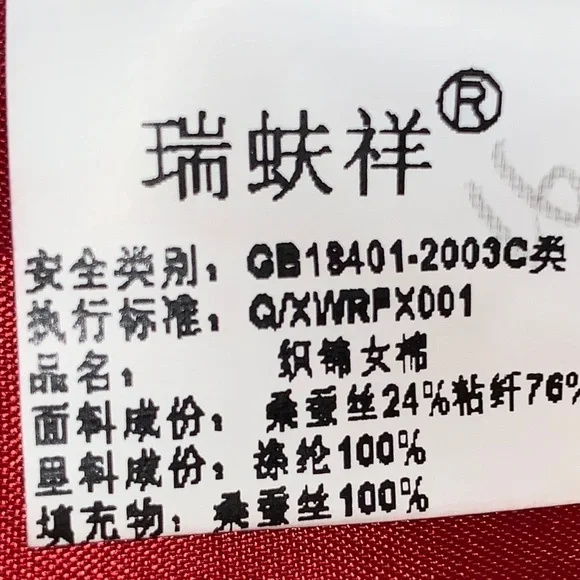 瑞蚨祥®
安全类别：GB18401-2003C类
执行标准：Q/XWRFX001
品名：织锦女棉
面料成份：桑蚕丝24%粘纤76%
里料成份：涤纶100%
填充物：桑蚕丝100%